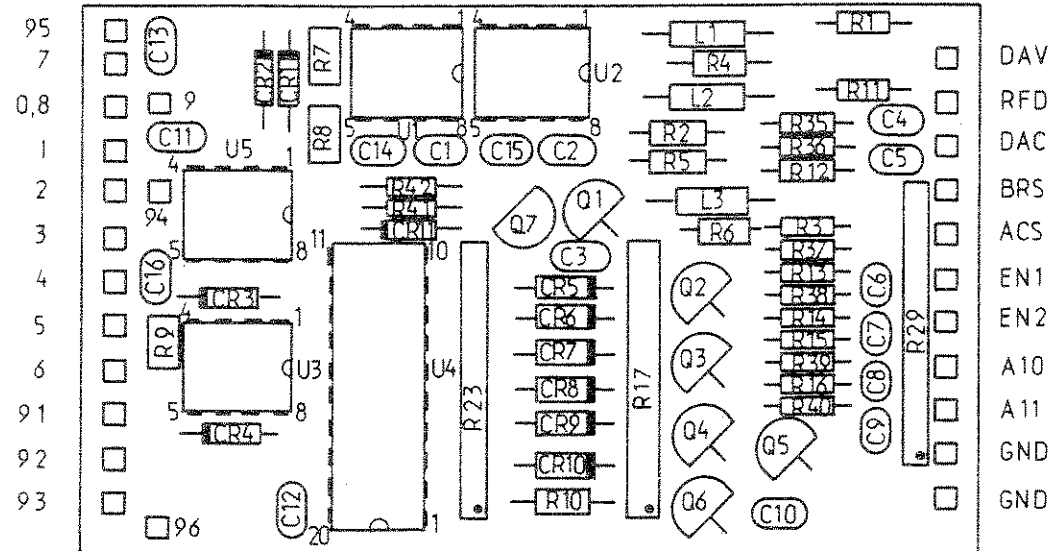 95 C13 CR2 CR1 R7 4 1 4 1 L1 R1
7 R4 DAV
U2
0,8 9 L2 R11 RFD
C11 R8 5 U1 8 5 8 R2 R35 C4
1 U5 C14 C1 C15 C2 R5 R36 C5 DAC
4 1 R12
2 94 R42 Q7 Q1 L3 BRS
R41
3 CR11 R6 R3 ACS
5 8 11 10 C3 R37
4 C16 CR3 CR5 Q2 R13 C6 EN1
4 1 R38
5 R9 CR6 R14 C7 R29 EN2
R15
6 U3 U4 CR7 Q3 R39 C8 A10
R23 CR8 R17 R16
91 5 8 CR9 R40 C9 A11
92 CR4 CR10 Q4 Q5 GND
93 C12 R10 Q6 C10 GND
96 20 1